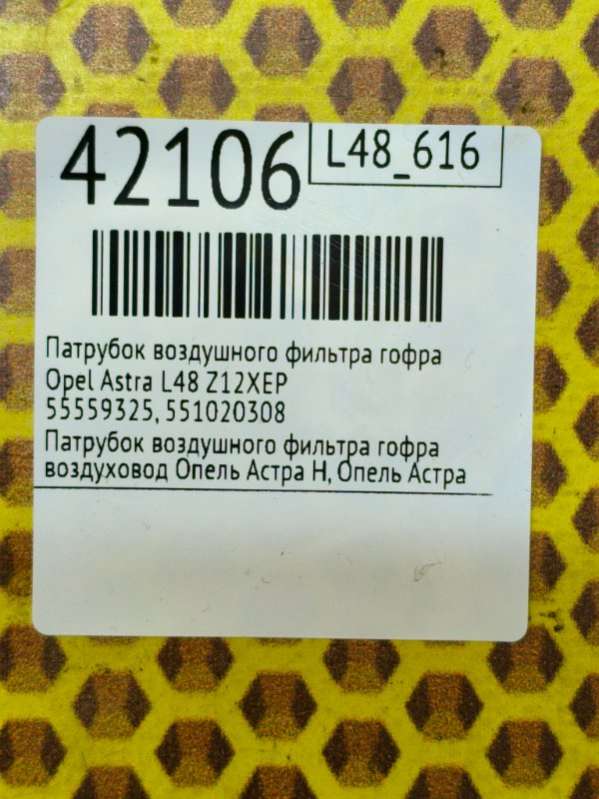 42106
L48_616
Патрубок воздушного фильтра гофра
Opel Astra L48 Z12XEP
55559325, 551020308
Патрубок воздушного фильтра гофра
воздуховод Опель Астра Н, Опель Астра